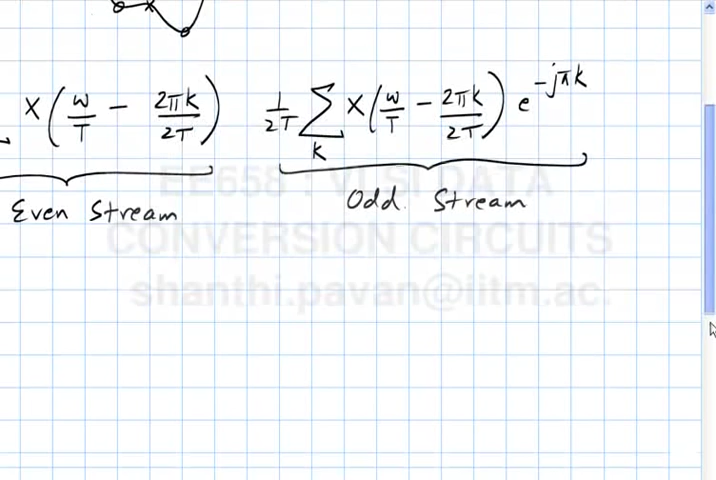 X(ω/T − 2πk/2T) 1/2T ∑k X(ω/T − 2πk/2T) e^{−jπk}
Even Stream Odd. Stream
EE658 : VLSI DATA
CONVERSION CIRCUITS
shanthi.pavan@iitm.ac.